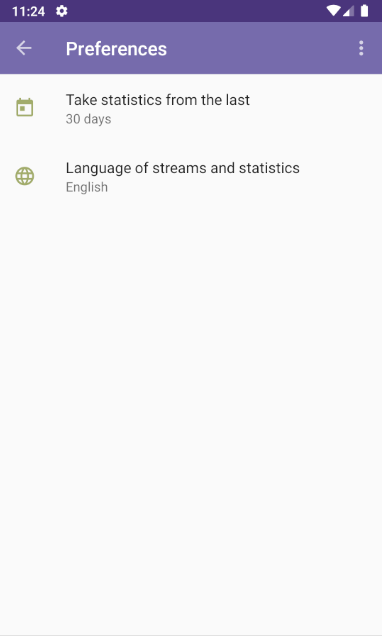 11:24
Preferences
Take statistics from the last
30 days
Language of streams and statistics
English